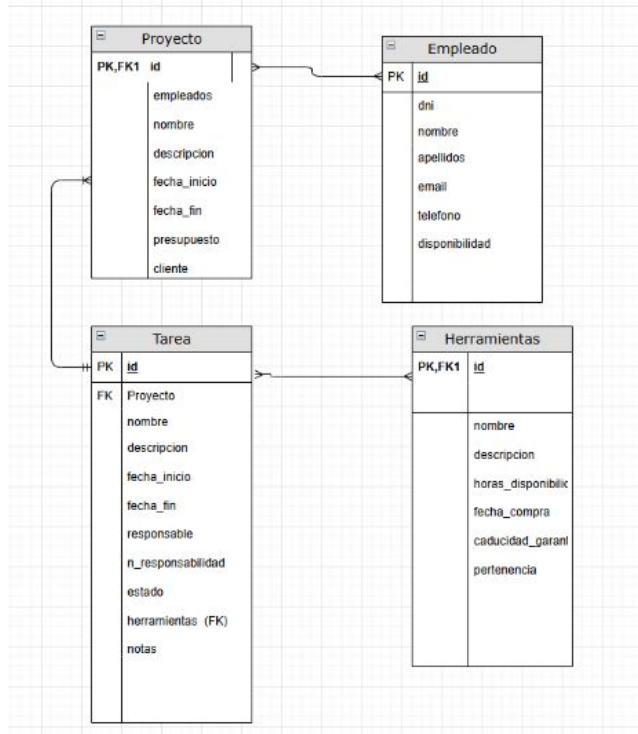 Proyecto
PK,FK1 id
empleados
nombre
descripcion
fecha_inicio
fecha_fin
presupuesto
cliente
Empleado
PK id
dni
nombre
apellidos
email
telefono
disponibilidad
Tarea
PK id
FK Proyecto
nombre
descripcion
fecha_inicio
fecha_fin
responsable
n_responsabilidad
estado
herramientas (FK)
notas
Herramientas
PK,FK1 id
nombre
descripcion
horas_disponibilic
fecha_compra
caducidad_garant
pertenencia